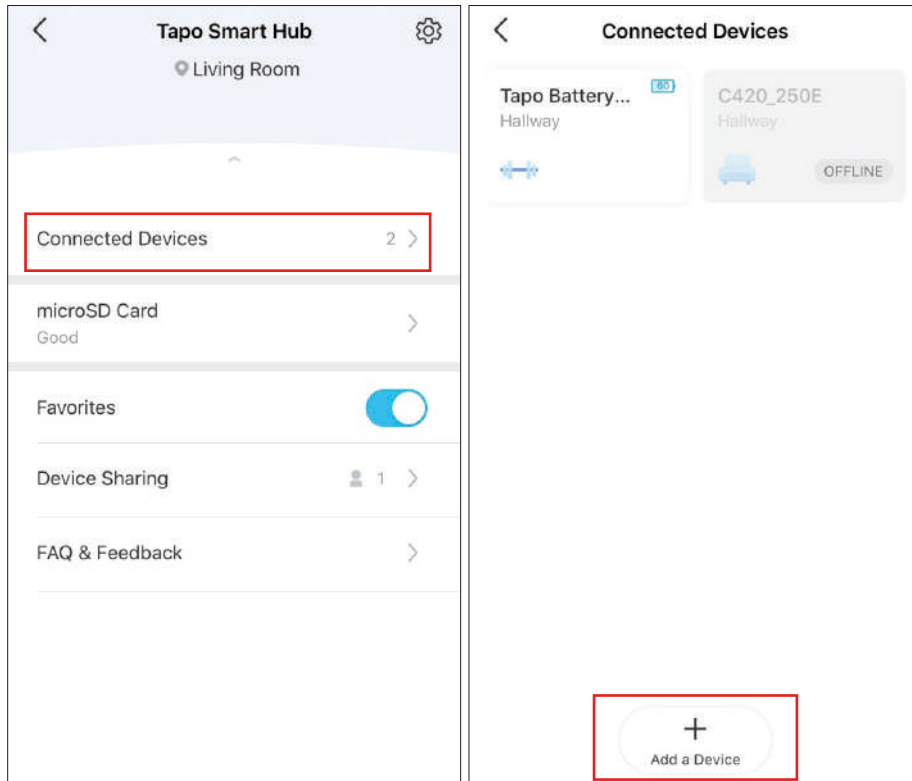 Tapo Smart Hub
Living Room
Connected Devices 2
microSD Card
Good
Favorites
Device Sharing 1
FAQ & Feedback
Connected Devices
Tapo Battery... 60
Hallway
C420_250E
Hallway
OFFLINE
Add a Device